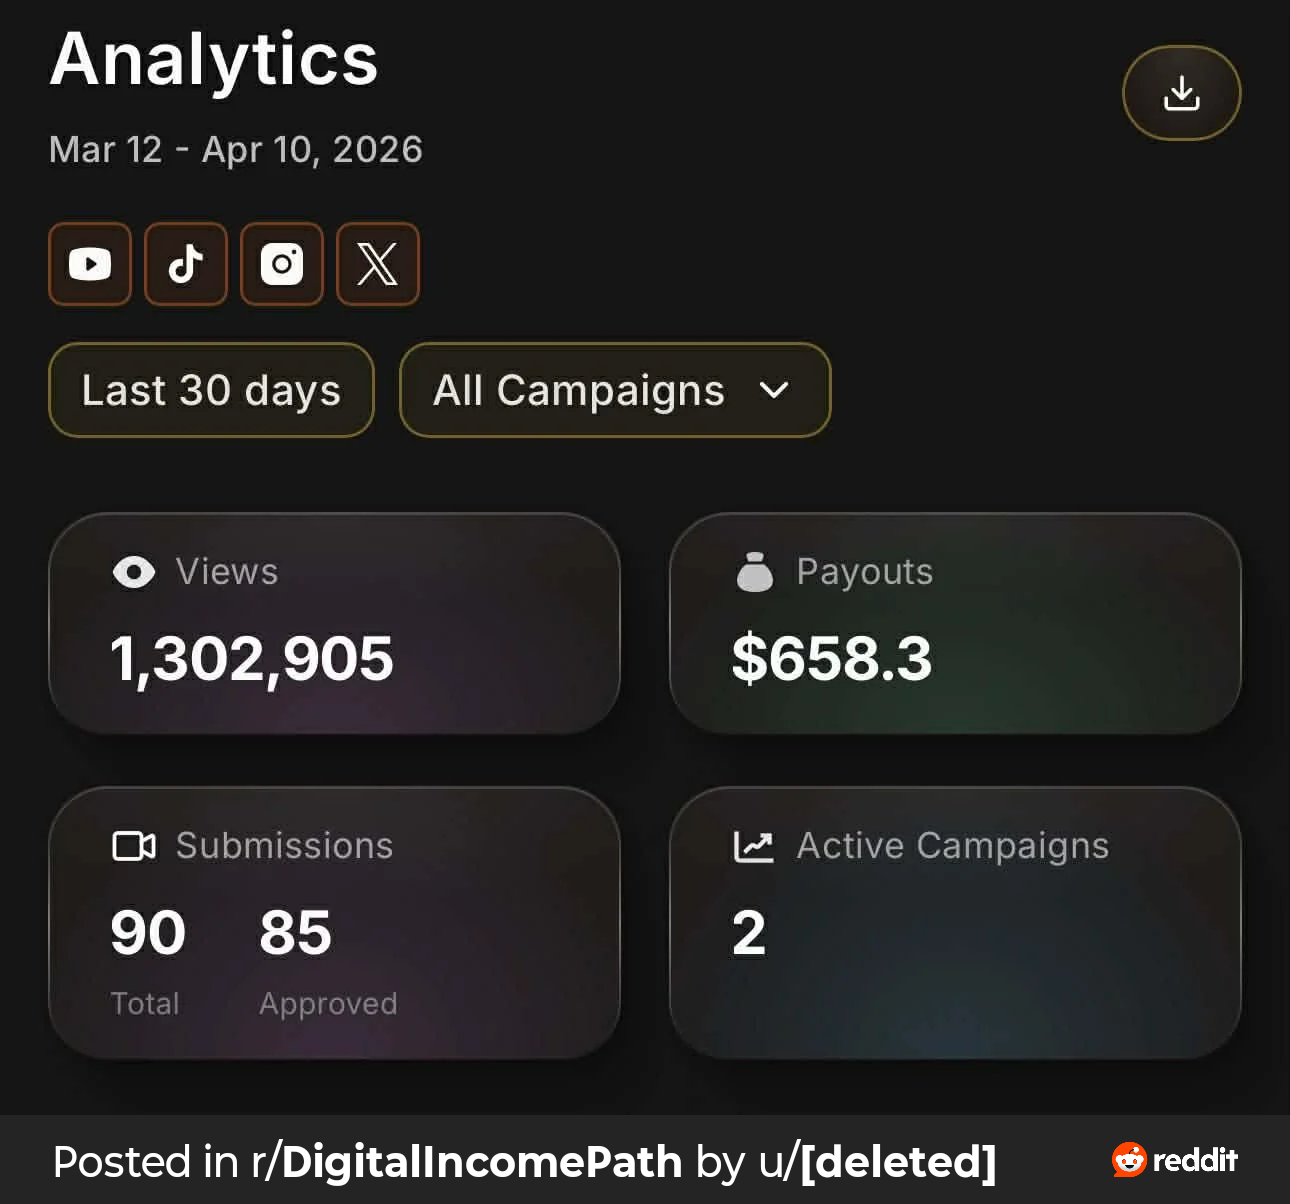 Analytics
Mar 12 - Apr 10, 2026
Last 30 days
All Campaigns
Views
1,302,905
Payouts
$658.3
Submissions
90 85
Total Approved
Active Campaigns
2
Posted in r/DigitalIncomePath by u/[deleted]
reddit